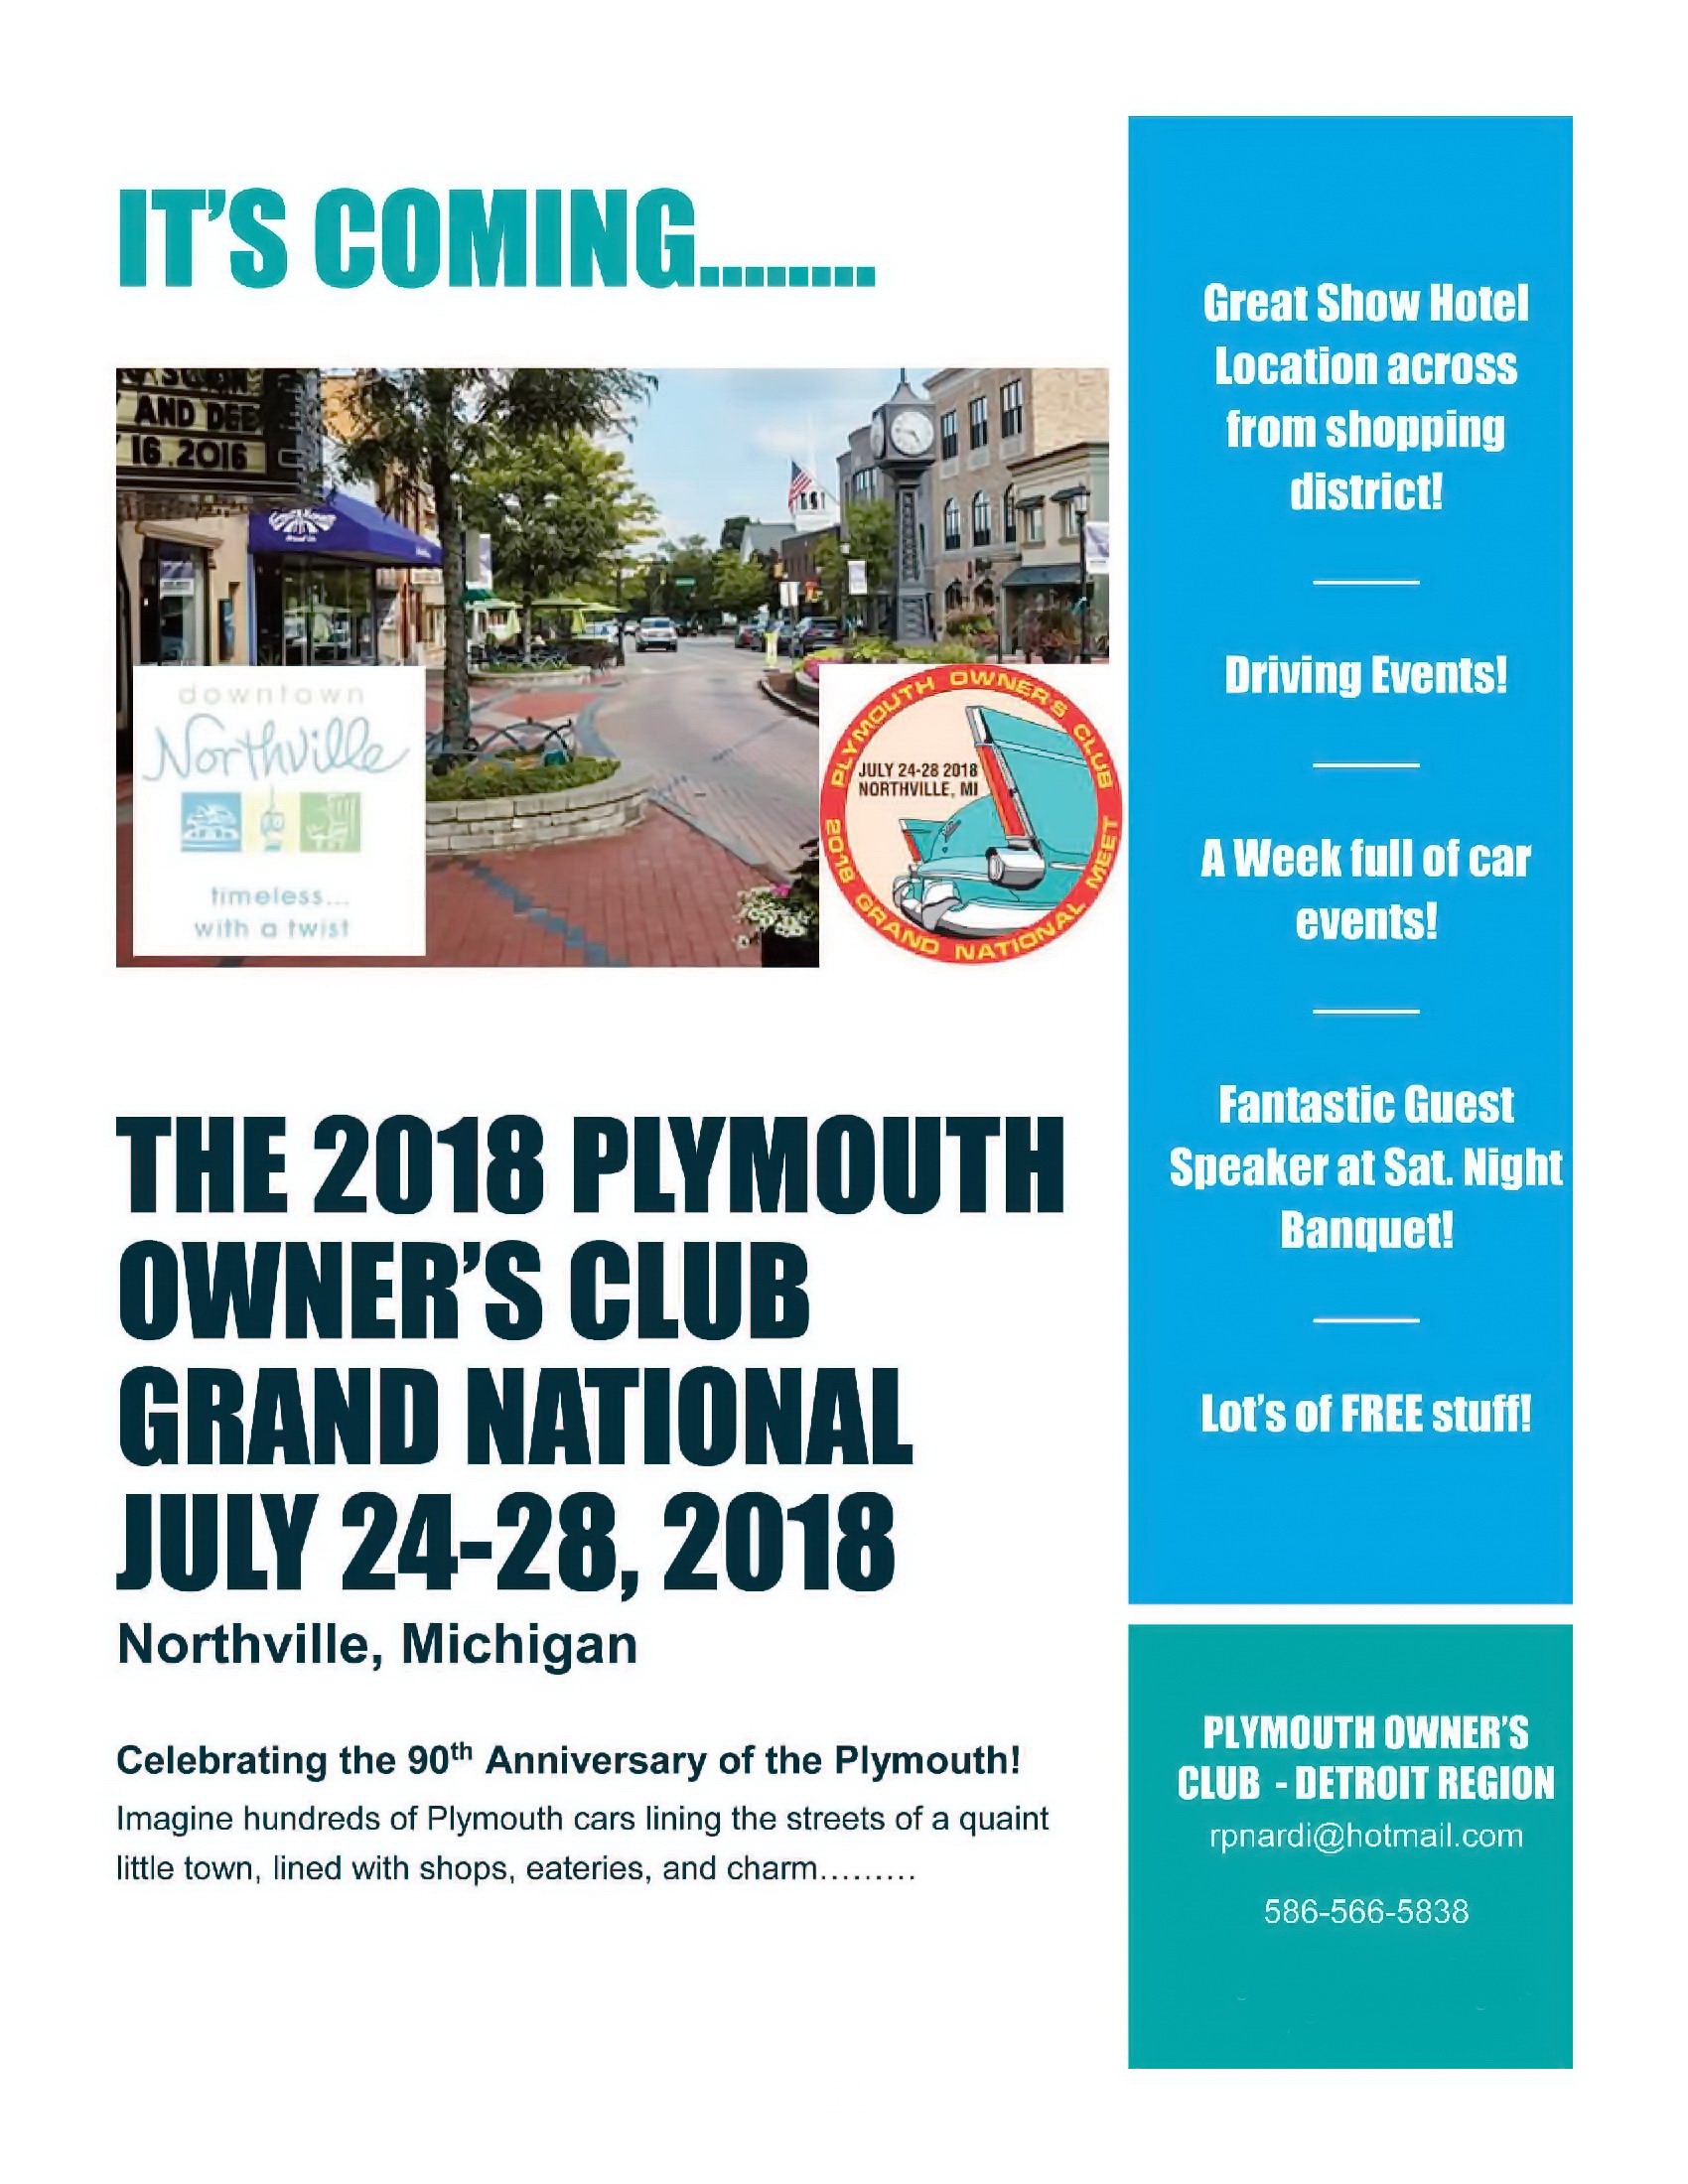 IT'S COMING........
AND DEE
16.2016
downtown
Northville
timeless...
with a twist
PLYMOUTH OWNER'S CLUB
JULY 24-28 2018
NORTHVILLE, MI
2018 GRAND NATIONAL MEET
THE 2018 PLYMOUTH
OWNER'S CLUB
GRAND NATIONAL
JULY 24-28, 2018
Northville, Michigan
Celebrating the 90th Anniversary of the Plymouth!
Imagine hundreds of Plymouth cars lining the streets of a quaint
little town, lined with shops, eateries, and charm.........
Great Show Hotel
Location across
from shopping
district!
Driving Events!
A Week full of car
events!
Fantastic Guest
Speaker at Sat. Night
Banquet!
Lot's of FREE stuff!
PLYMOUTH OWNER'S
CLUB - DETROIT REGION
rpnardi@hotmail.com
586-566-5838